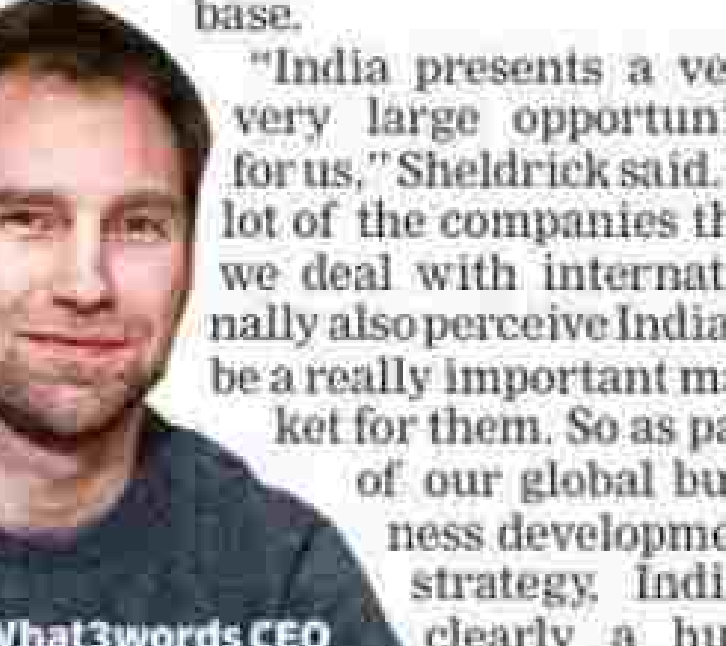 base.
"India presents a ve
very large opportun
for us," Sheldrick said.
lot of the companies th
we deal with internat
nally also perceive India
be a really important ma
ket for them. So as pa
of our global bu
ness developme
strategy, Indi
clearly a hu
What3words CEO